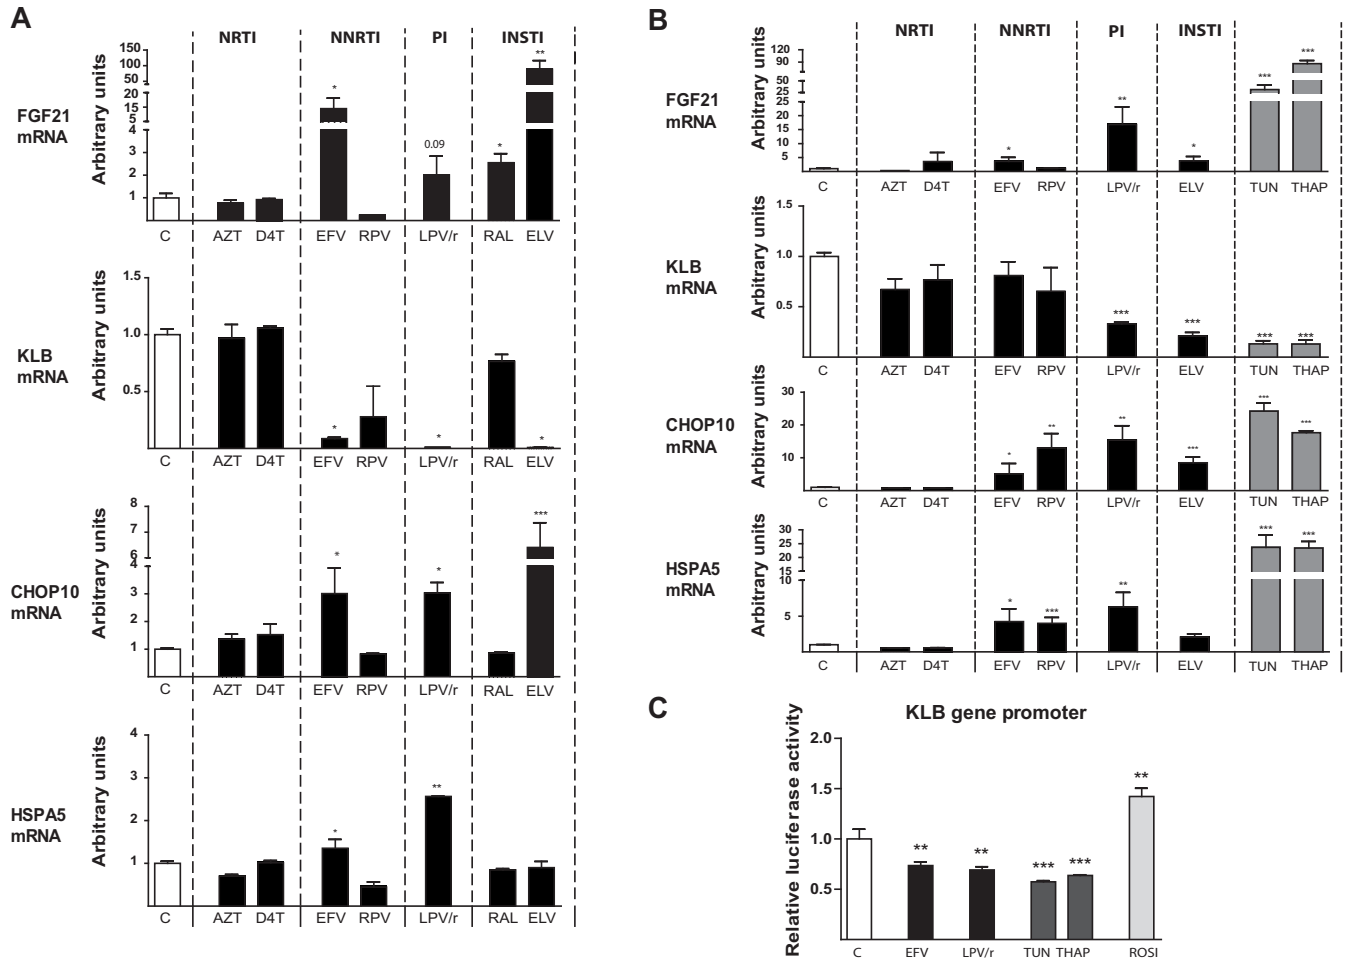 A
NRTI NNRTI PI INSTI
FGF21
mRNA
Arbitrary units
150
100
50
20
15
5
4
3
2
1
* 0.09 * **
C AZT D4T EFV RPV LPV/r RAL ELV
KLB
mRNA
Arbitrary units
1.5
1.0
0.5
* * *
C AZT D4T EFV RPV LPV/r RAL ELV
CHOP10
mRNA
Arbitrary units
8
7
6
4
3
2
1
* * ***
C AZT D4T EFV RPV LPV/r RAL ELV
HSPA5
mRNA
Arbitrary units
4
3
2
1
* **
C AZT D4T EFV RPV LPV/r RAL ELV
B
NRTI NNRTI PI INSTI
FGF21
mRNA
Arbitrary units
120
90
50
25
25
20
15
10
5
* ** * *** ***
C AZT D4T EFV RPV LPV/r ELV TUN THAP
KLB
mRNA
Arbitrary units
1.5
1.0
0.5
*** *** *** ***
C AZT D4T EFV RPV LPV/r ELV TUN THAP
CHOP10
mRNA
Arbitrary units
30
20
10
* ** ** *** *** ***
C AZT D4T EFV RPV LPV/r ELV TUN THAP
HSPA5
mRNA
Arbitrary units
30
25
20
15
10
5
* *** ** *** ***
C AZT D4T EFV RPV LPV/r ELV TUN THAP
C
KLB gene promoter
Relative luciferase activity
2.0
1.5
1.0
0.5
** ** *** *** **
C EFV LPV/r TUN THAP ROSI